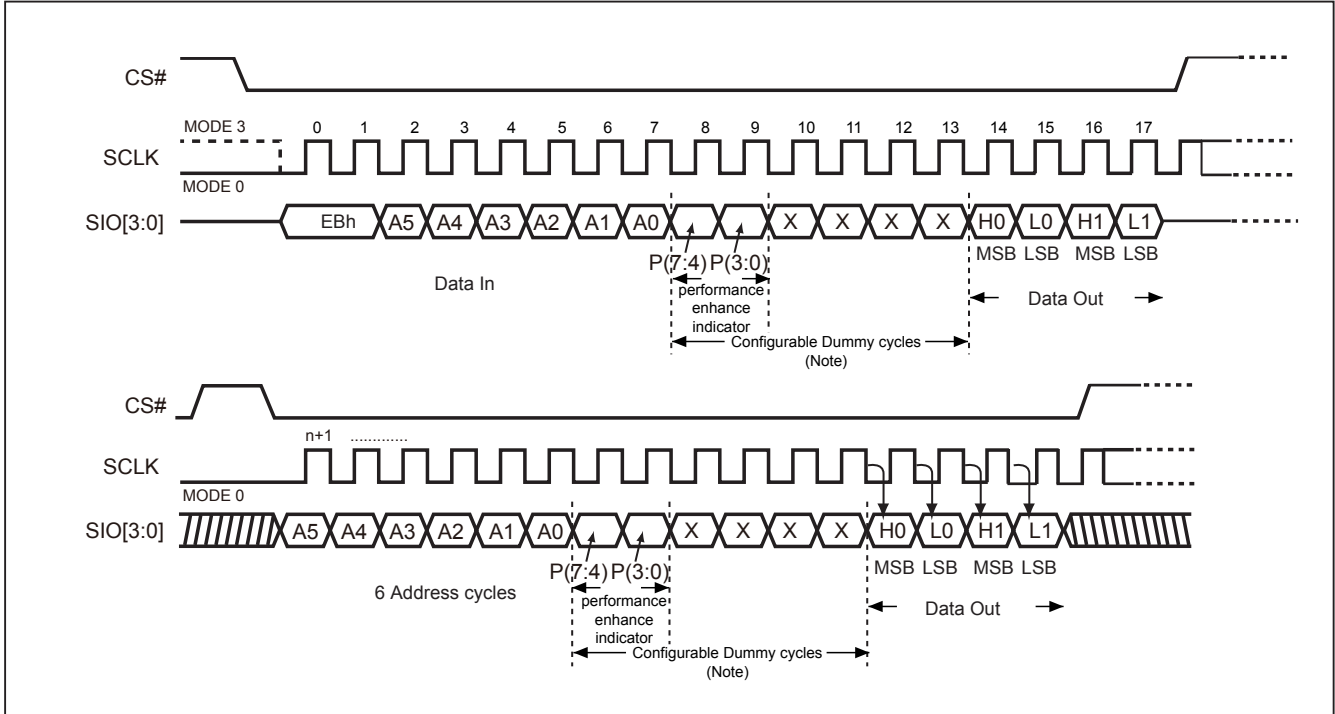 CS#
MODE 3
0 1 2 3 4 5 6 7 8 9 10 11 12 13 14 15 16 17
SCLK
MODE 0
SIO[3:0] EBh A5 A4 A3 A2 A1 A0 X X X X H0 L0 H1 L1
MSB LSB MSB LSB
P(7:4) P(3:0)
Data In
performance
enhance
indicator
Data Out
Configurable Dummy cycles
(Note)
CS#
n+1 .............
SCLK
MODE 0
SIO[3:0] A5 A4 A3 A2 A1 A0 X X X X H0 L0 H1 L1
P(7:4) P(3:0) MSB LSB MSB LSB
6 Address cycles
performance
enhance
indicator
Data Out
Configurable Dummy cycles
(Note)